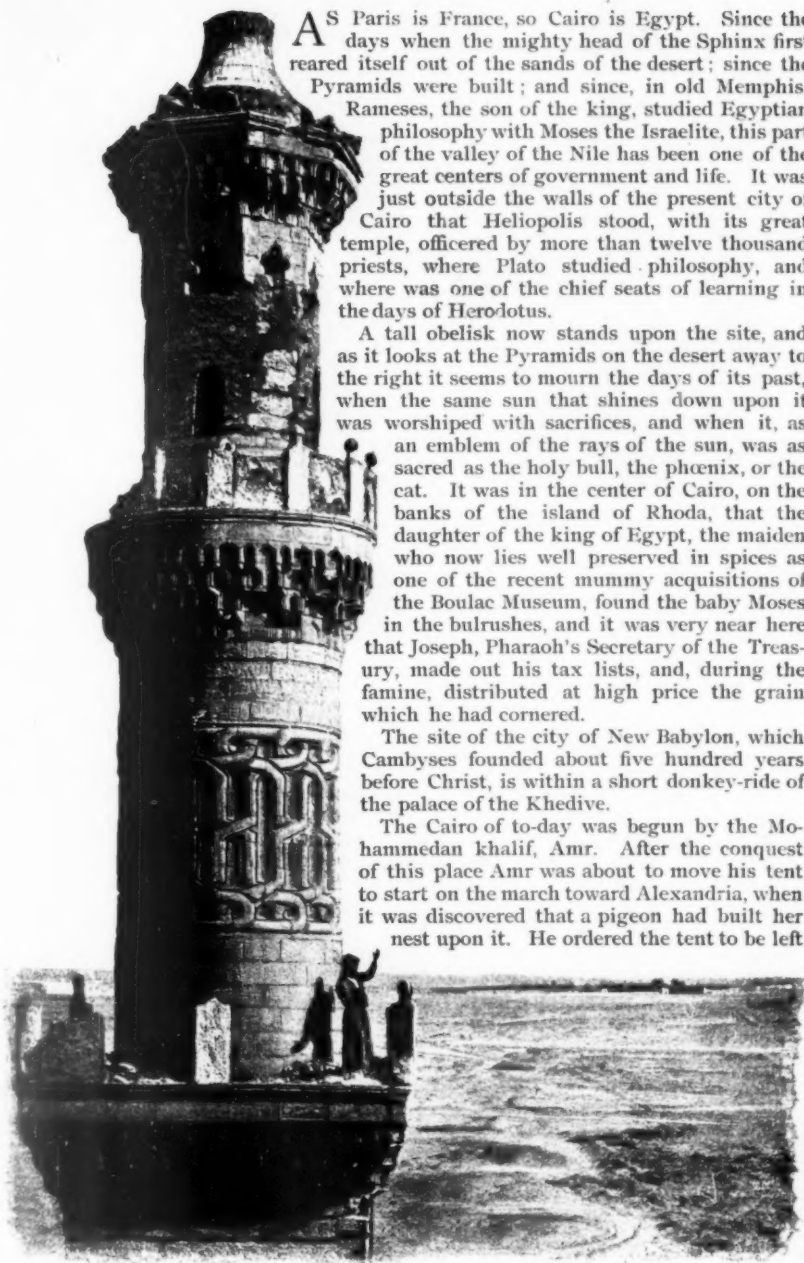 AS Paris is France, so Cairo is Egypt. Since the
days when the mighty head of the Sphinx first
reared itself out of the sands of the desert; since the
Pyramids were built; and since, in old Memphis
Rameses, the son of the king, studied Egyptian
philosophy with Moses the Israelite, this part
of the valley of the Nile has been one of the
great centers of government and life. It was
just outside the walls of the present city of
Cairo that Heliopolis stood, with its great
temple, officered by more than twelve thousand
priests, where Plato studied philosophy, and
where was one of the chief seats of learning in
the days of Herodotus.
A tall obelisk now stands upon the site, and
as it looks at the Pyramids on the desert away to
the right it seems to mourn the days of its past,
when the same sun that shines down upon it
was worshiped with sacrifices, and when it, as
an emblem of the rays of the sun, was as
sacred as the holy bull, the phœnix, or the
cat. It was in the center of Cairo, on the
banks of the island of Rhoda, that the
daughter of the king of Egypt, the maiden
who now lies well preserved in spices as
one of the recent mummy acquisitions of
the Boulac Museum, found the baby Moses
in the bulrushes, and it was very near here
that Joseph, Pharaoh's Secretary of the Treas-
ury, made out his tax lists, and, during the
famine, distributed at high price the grain
which he had cornered.
The site of the city of New Babylon, which
Cambyses founded about five hundred years
before Christ, is within a short donkey-ride of
the palace of the Khedive.
The Cairo of to-day was begun by the Mo-
hammedan khalif, Amr. After the conquest
of this place Amr was about to move his tent
to start on the march toward Alexandria, when
it was discovered that a pigeon had built her
nest upon it. He ordered the tent to be left